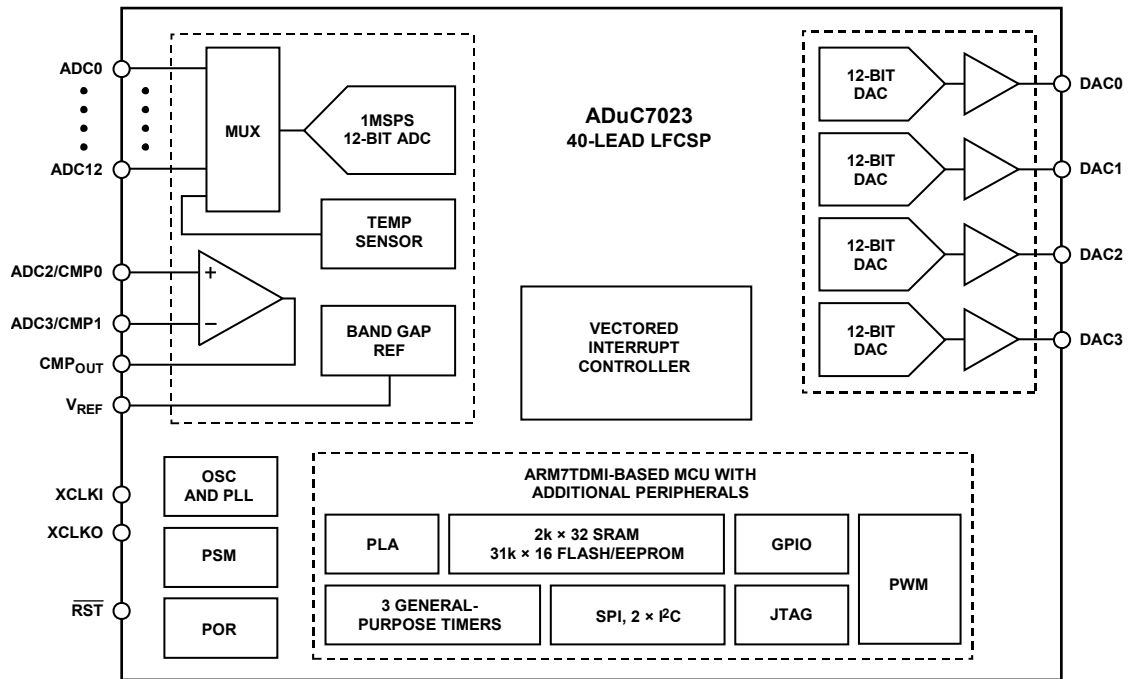 ADC0
ADC12
ADC2/CMP0
ADC3/CMP1
CMPOUT
VREF
XCLKI
XCLKO
RST
MUX
1MSPS
12-BIT ADC
TEMP
SENSOR
+
−
BAND GAP
REF
ADuC7023
40-LEAD LFCSP
VECTORED
INTERRUPT
CONTROLLER
12-BIT
DAC
DAC0
12-BIT
DAC
DAC1
12-BIT
DAC
DAC2
12-BIT
DAC
DAC3
OSC
AND PLL
PSM
POR
ARM7TDMI-BASED MCU WITH
ADDITIONAL PERIPHERALS
PLA
2k × 32 SRAM
31k × 16 FLASH/EEPROM
GPIO
PWM
3 GENERAL-
PURPOSE TIMERS
SPI, 2 × I²C
JTAG